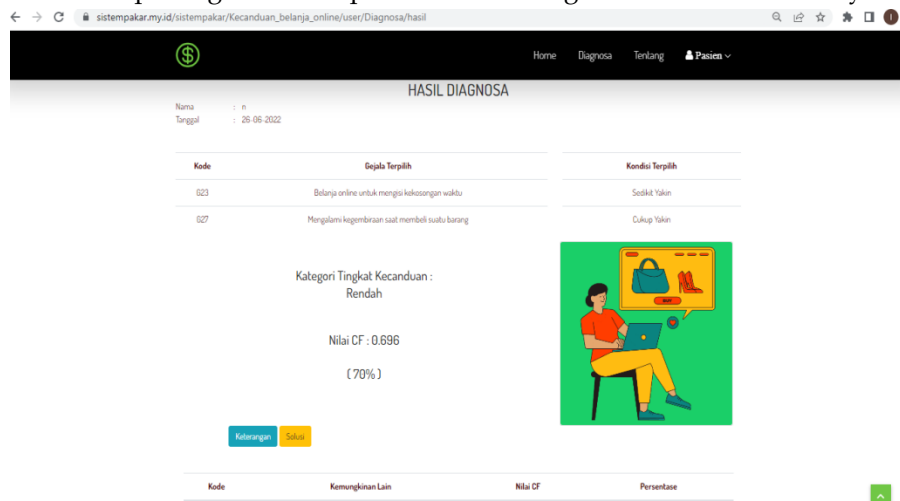 sistempakar.my.id/sistempakar/Kecanduan_belanja_online/user/Diagnosa/hasil
$ Home Diagnosa Tentang Pasien
HASIL DIAGNOSA
Nama : n
Tanggal : 26-06-2022
Kode Gejala Terpilih Kondisi Terpilih
G23 Belanja online untuk mengisi kekosongan waktu Sedikit Yakin
G27 Mengalami kegembiraan saat membeli suatu barang Cukup Yakin
Kategori Tingkat Kecanduan :
Rendah
Nilai CF : 0.696
( 70% )
Keterangan Solusi
Kode Kemungkinan Lain Nilai CF Persentase